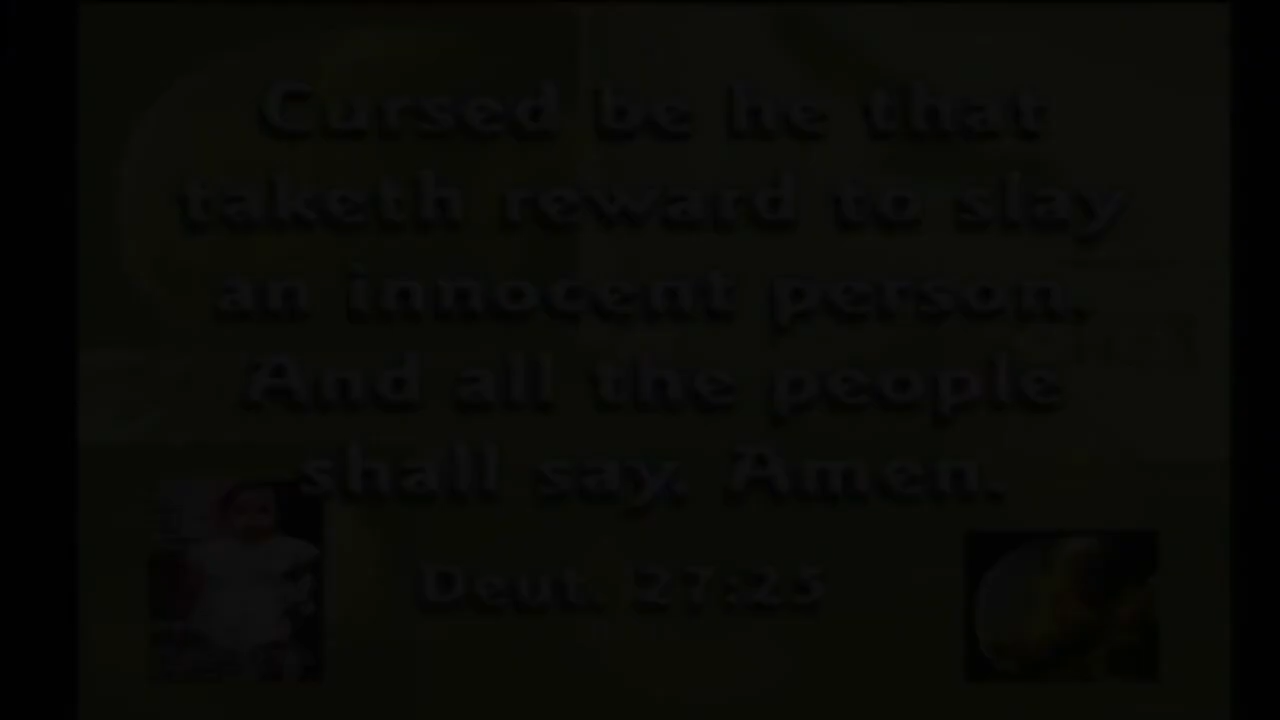 Cursed be he that
taketh reward to slay
an innocent person.
And all the people
shall say, Amen.
Deut. 27:25